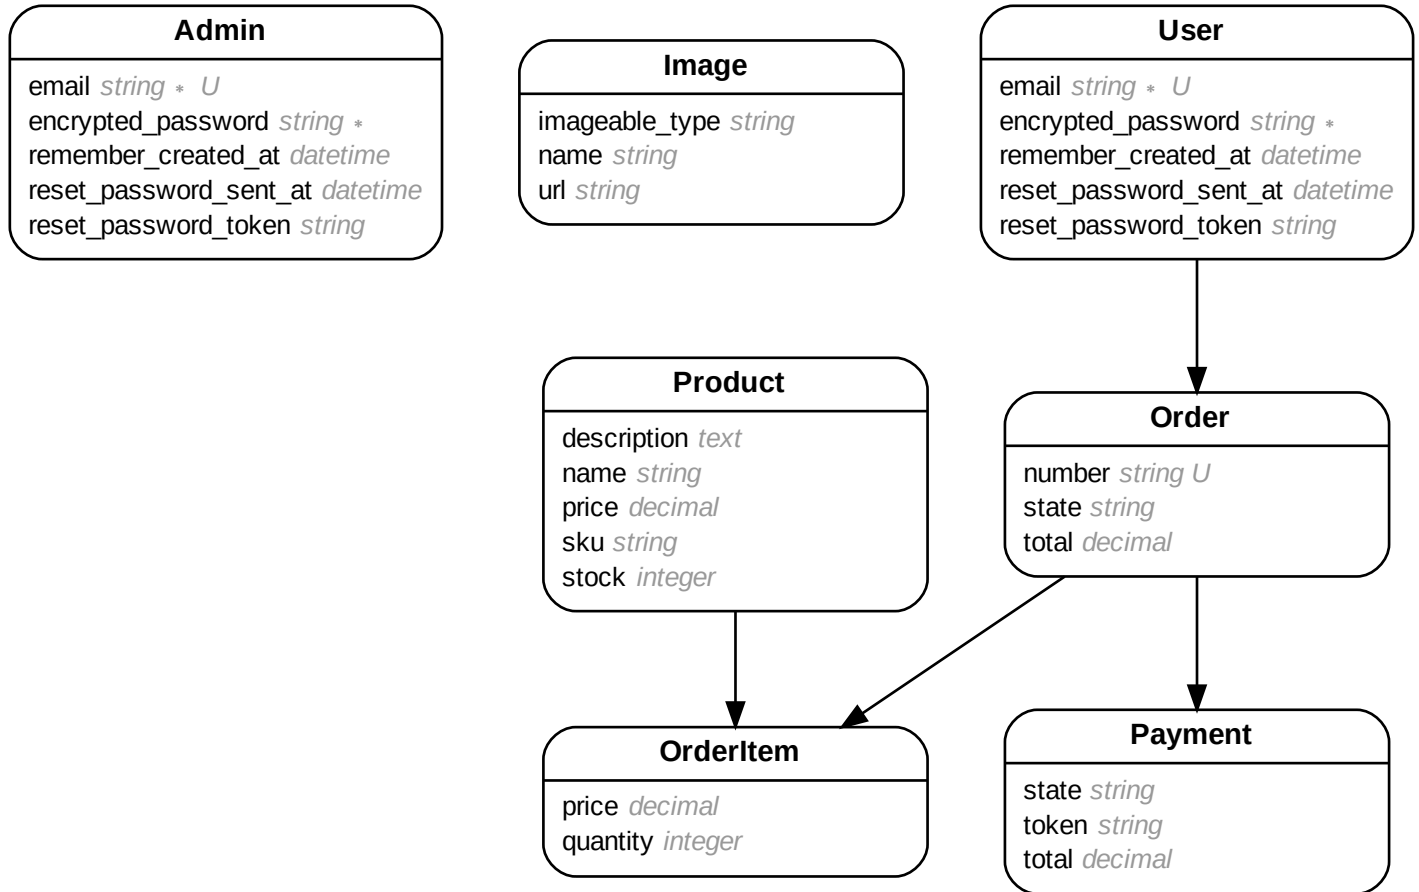 Admin
email string * U
encrypted_password string *
remember_created_at datetime
reset_password_sent_at datetime
reset_password_token string
Image
imageable_type string
name string
url string
User
email string * U
encrypted_password string *
remember_created_at datetime
reset_password_sent_at datetime
reset_password_token string
Product
description text
name string
price decimal
sku string
stock integer
Order
number string U
state string
total decimal
OrderItem
price decimal
quantity integer
Payment
state string
token string
total decimal